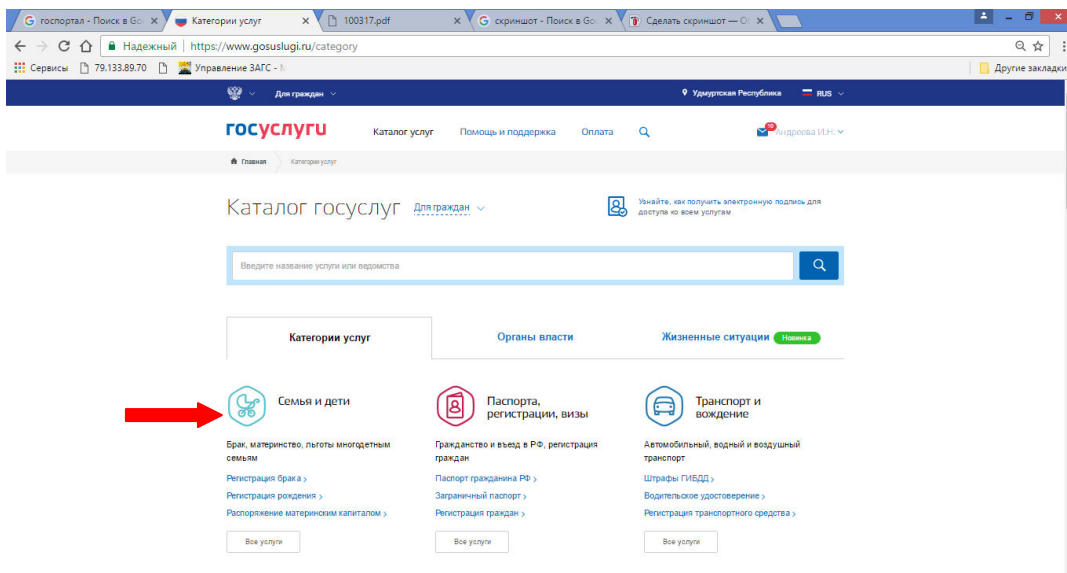 госпортал - Поиск в Go
Категории услуг
100317.pdf
скриншот - Поиск в Go
Сделать скриншот — O
Надежный | https://www.gosuslugi.ru/category
Сервисы 79.133.89.70 Управление ЗАГС -
Другие закладки
Для граждан
Удмуртская Республика RUS
госуслуги
Каталог услуг Помощь и поддержка Оплата
Андреева И.Н.
Главная Категории услуг
Каталог госуслуг Для граждан
Узнайте, как получить электронную подпись для
доступа ко всем услугам
Введите название услуги или ведомства
Категории услуг Органы власти Жизненные ситуации Новинка
Семья и дети
Брак, материнство, льготы многодетным
семьям
Регистрация брака >
Регистрация рождения >
Распоряжение материнским капиталом >
Все услуги
Паспорта,
регистрации, визы
Гражданство и въезд в РФ, регистрация
граждан
Паспорт гражданина РФ >
Заграничный паспорт >
Регистрация граждан >
Все услуги
Транспорт и
вождение
Автомобильный, водный и воздушный
транспорт
Штрафы ГИБДД >
Водительское удостоверение >
Регистрация транспортного средства >
Все услуги